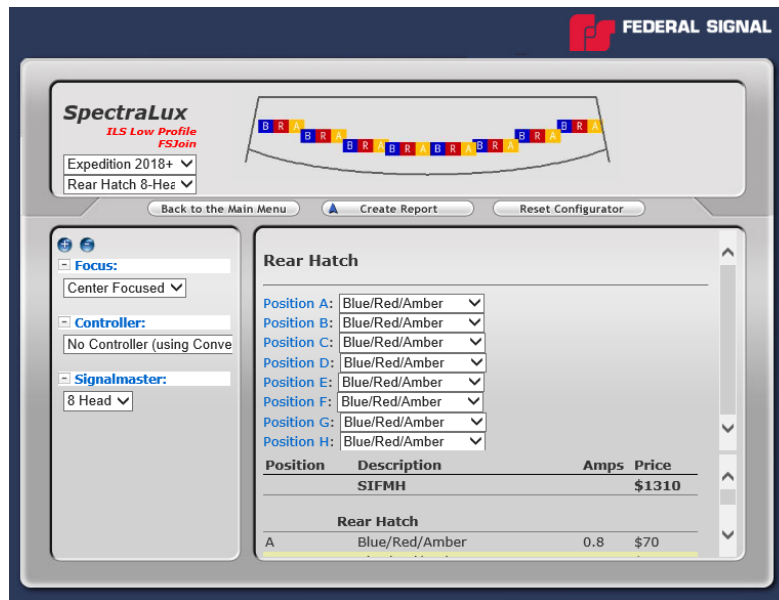 FEDERAL SIGNAL
SpectraLux
ILS Low Profile
FSJoin
Expedition 2018+
Rear Hatch 8-Hea
B R A B R A B R A B R A B R A B R A B R A B R A
Back to the Main Menu
Create Report
Reset Configurator
Focus:
Center Focused
Controller:
No Controller (using Conve
Signalmaster:
8 Head
Rear Hatch
Position A: Blue/Red/Amber
Position B: Blue/Red/Amber
Position C: Blue/Red/Amber
Position D: Blue/Red/Amber
Position E: Blue/Red/Amber
Position F: Blue/Red/Amber
Position G: Blue/Red/Amber
Position H: Blue/Red/Amber
Position Description Amps Price
SIFMH $1310
Rear Hatch
A Blue/Red/Amber 0.8 $70